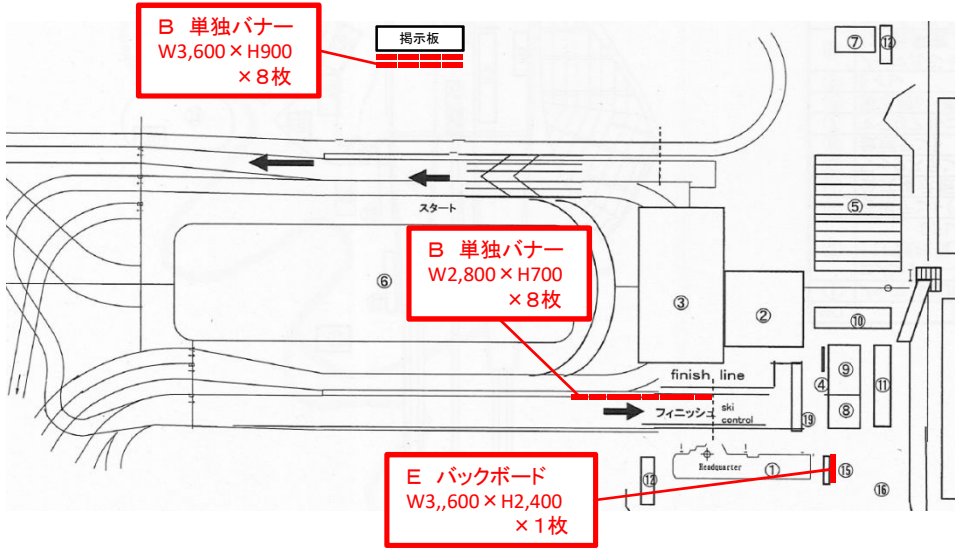 B 単独バナー
W3,600×H900
×８枚
掲示板
⑦
⑫
スタート
⑤
B 単独バナー
W2,800×H700
×８枚
⑥
③
②
⑩
finish line
④
⑨
⑪
⑧
フィニッシュ
ski
control
⑲
E バックボード
W3,,600×H2,400
×１枚
⑫
Headquarter
①
⑮
⑯